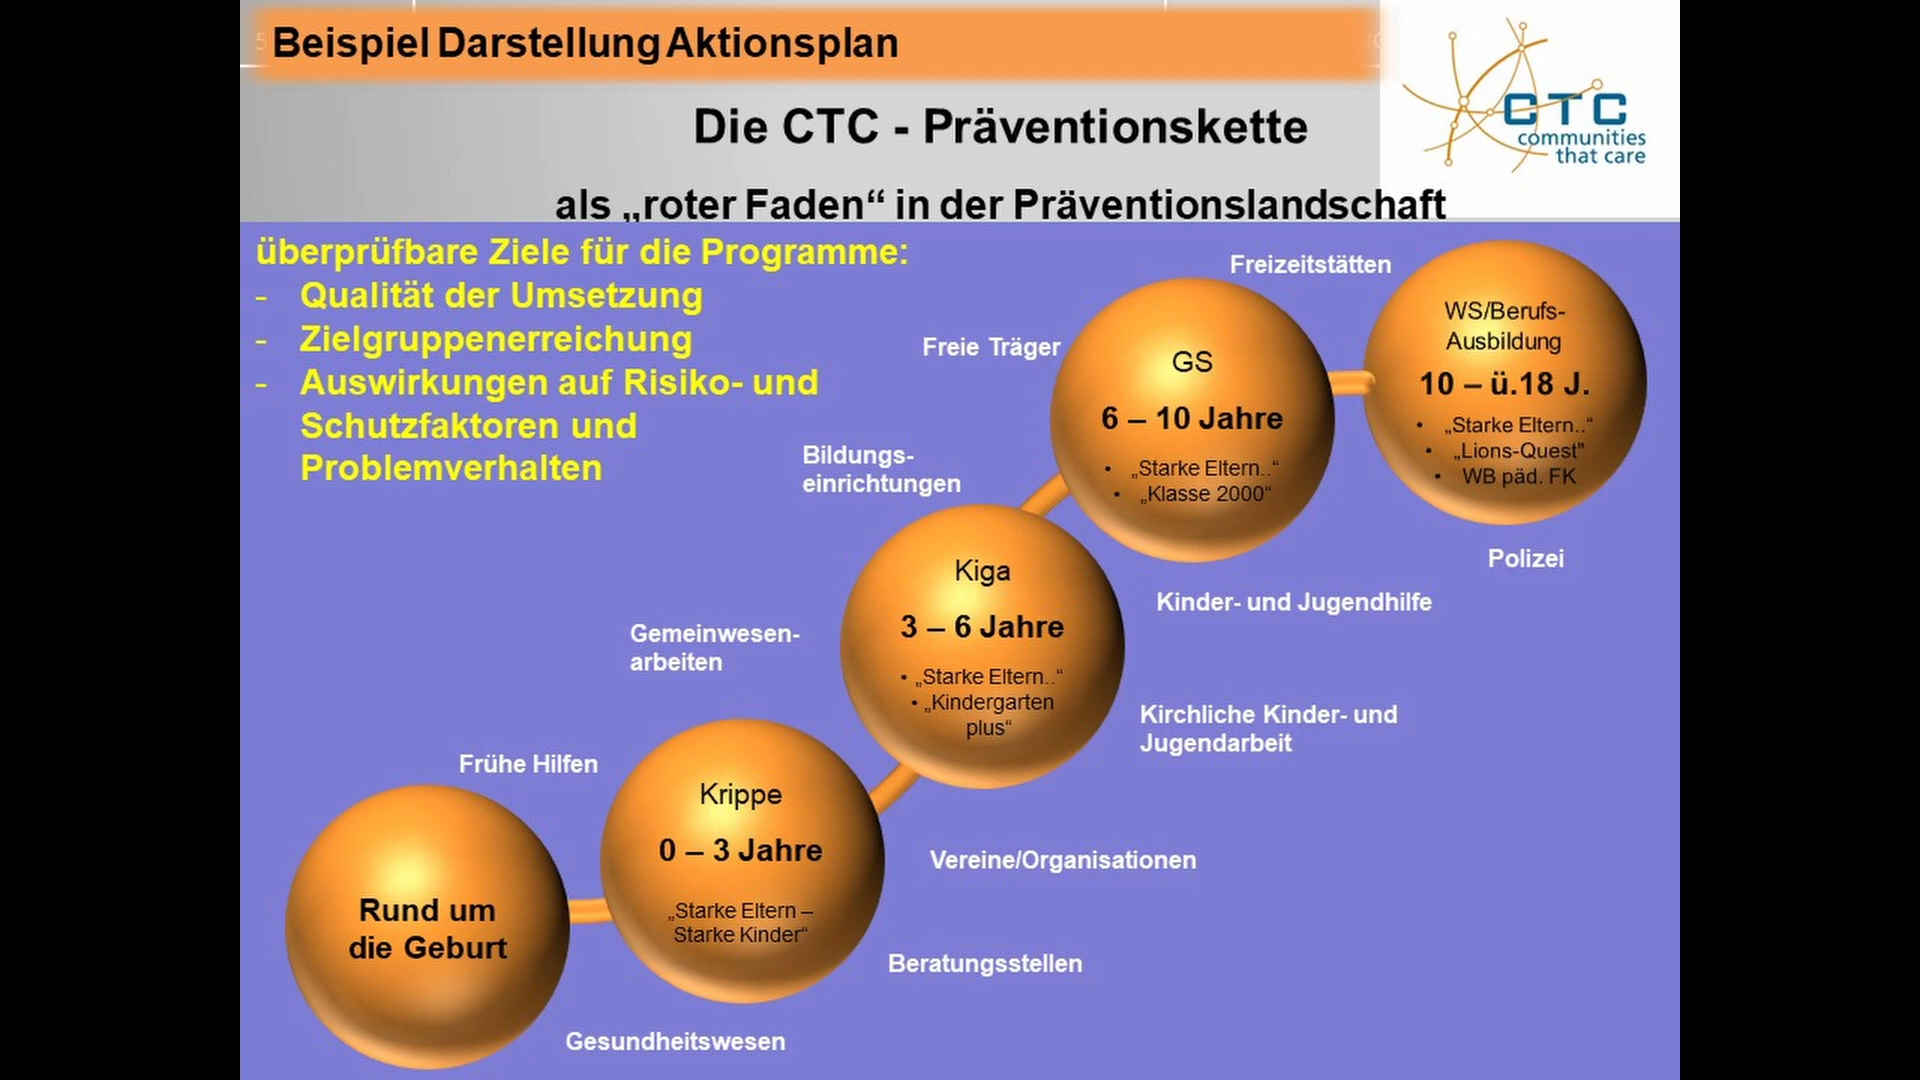 Beispiel Darstellung Aktionsplan
Die CTC - Präventionskette
als „roter Faden“ in der Präventionslandschaft
CTC
communities
that care
überprüfbare Ziele für die Programme:
- Qualität der Umsetzung
- Zielgruppenerreichung
- Auswirkungen auf Risiko- und
Schutzfaktoren und
Problemverhalten
Freizeitstätten
WS/Berufs-
Ausbildung
10 – ü.18 J.
• „Starke Eltern..“
• „Lions-Quest"
• WB päd. FK
Freie Träger
GS
6 – 10 Jahre
• „Starke Eltern..“
• „Klasse 2000“
Bildungs-
einrichtungen
Polizei
Kiga
3 – 6 Jahre
• „Starke Eltern..“
• „Kindergarten
plus“
Kinder- und Jugendhilfe
Gemeinwesen-
arbeiten
Kirchliche Kinder- und
Jugendarbeit
Frühe Hilfen
Krippe
0 – 3 Jahre
„Starke Eltern –
Starke Kinder“
Vereine/Organisationen
Rund um
die Geburt
Beratungsstellen
Gesundheitswesen